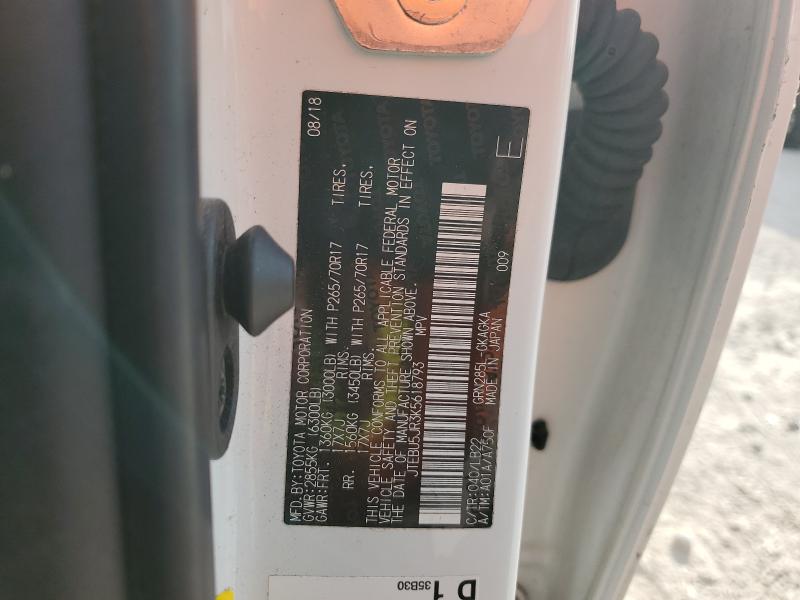 MFD. BY: TOYOTA MOTOR CORPORATION 08/18
GVWR: 2855KG (6300LB)
GAWR: FRT. 1360KG (3000LB) WITH P265/70R17 TIRES,
17X7J RIMS.
RR. 1560KG (3450LB) WITH P265/70R17 TIRES,
17X7J RIMS.
THIS VEHICLE CONFORMS TO ALL APPLICABLE FEDERAL MOTOR
VEHICLE SAFETY AND THEFT PREVENTION STANDARDS IN EFFECT ON
THE DATE OF MANUFACTURE SHOWN ABOVE.
JTEBU5JR3K5618793 MPV
C/TR: 040/LB22 GRN285L-GKAGKA 009
A/TM: A01A/A750F MADE IN JAPAN E
35B30